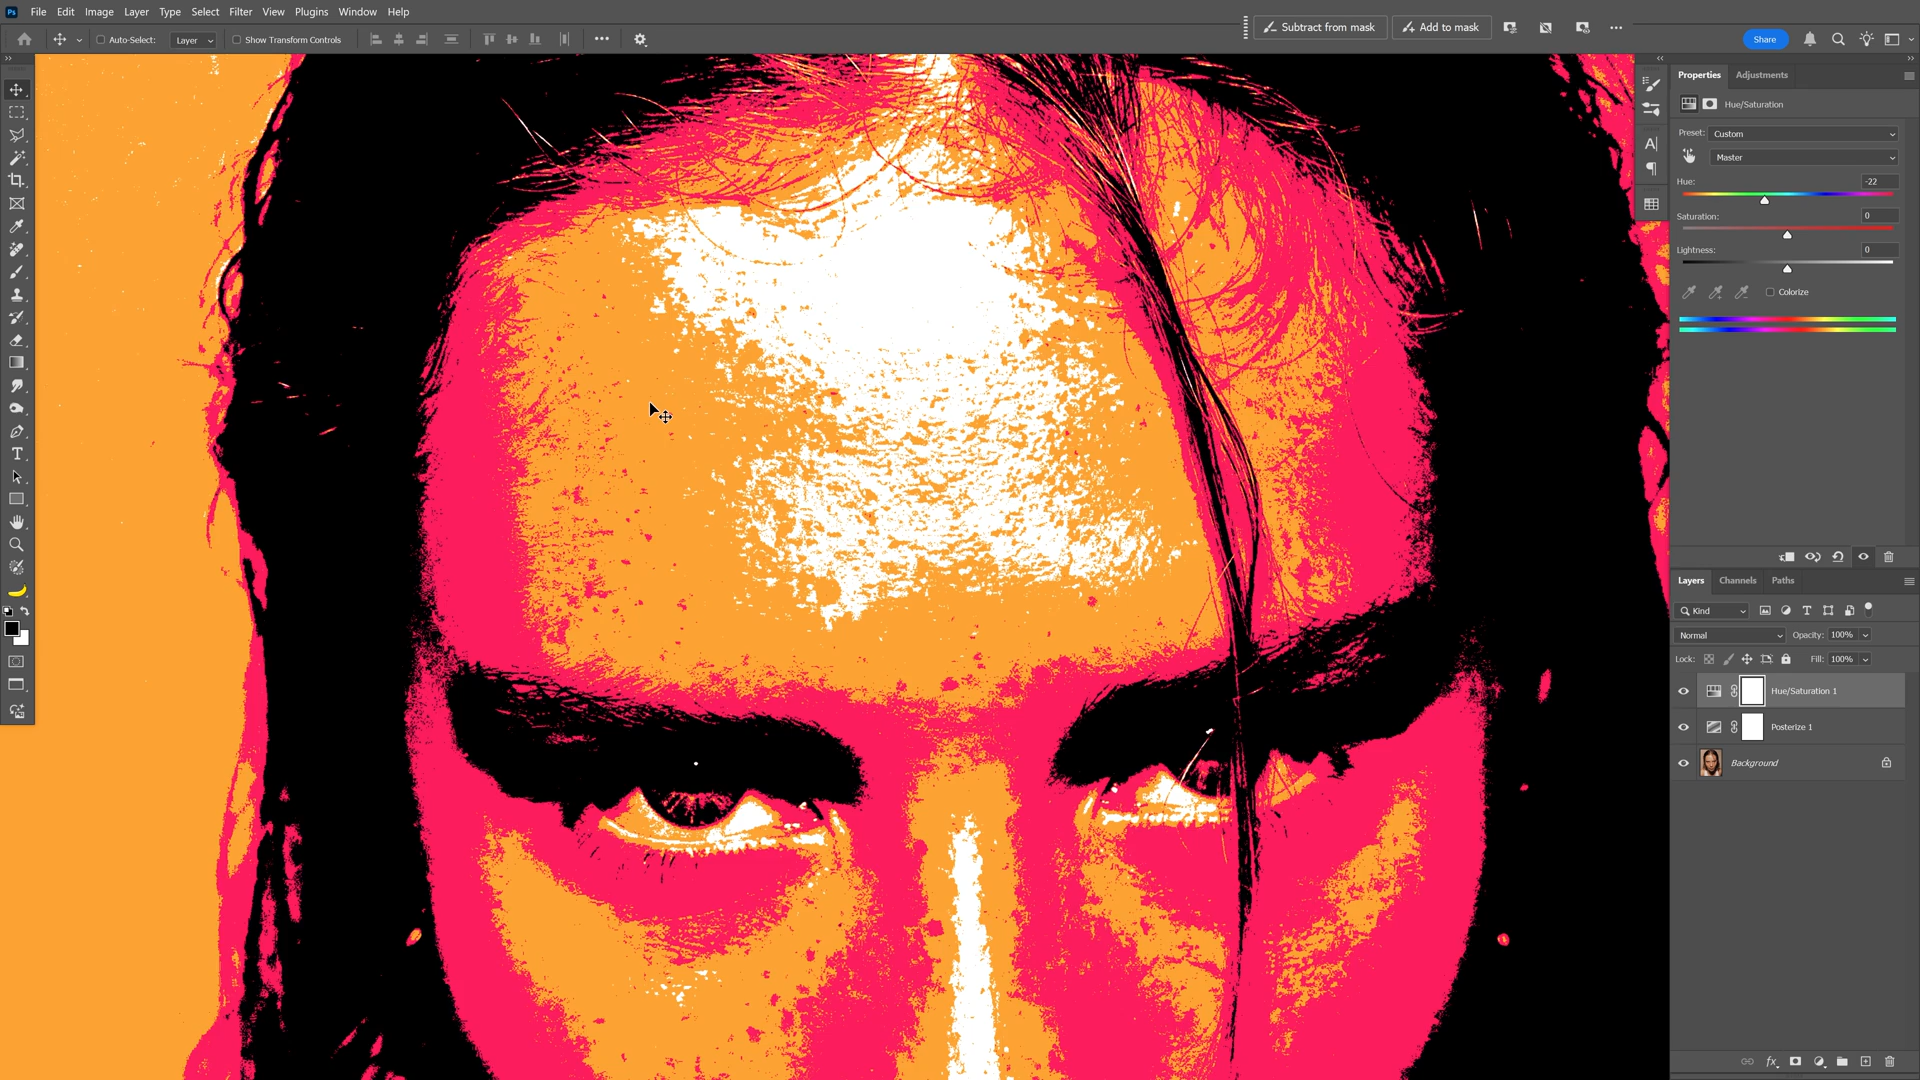 Ps File Edit Image Layer Type Select Filter View Plugins Window Help
Auto-Select: Layer Show Transform Controls
Subtract from mask Add to mask
Share
Properties Adjustments
Hue/Saturation
Preset: Custom
Master
Hue: -22
Saturation: 0
Lightness: 0
Colorize
Layers Channels Paths
Kind
Normal Opacity: 100%
Lock: Fill: 100%
Hue/Saturation 1
Posterize 1
Background